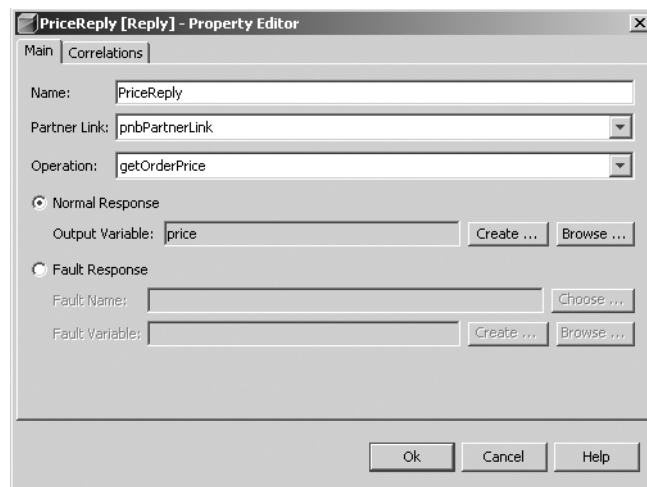 PriceReply [Reply] - Property Editor
Main Correlations
Name: PriceReply
Partner Link: pnbPartnerLink
Operation: getOrderPrice
Normal Response
Output Variable: price Create ... Browse ...
Fault Response
Fault Name: Choose ...
Fault Variable: Create ... Browse ...
Ok Cancel Help